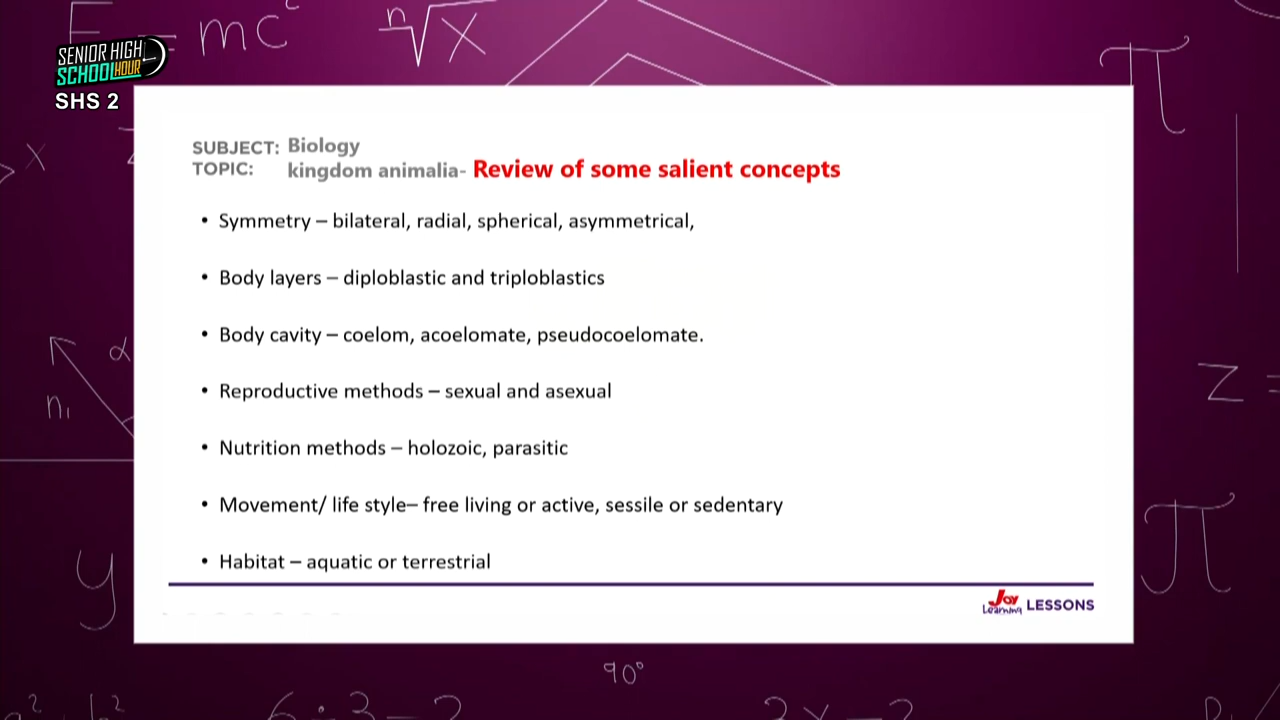 E = mc²
ⁿ√x
π
SENIOR HIGH
SCHOOL HOUR
SHS 2
SUBJECT: Biology
TOPIC: kingdom animalia- Review of some salient concepts
• Symmetry – bilateral, radial, spherical, asymmetrical,
• Body layers – diploblastic and triploblastics
• Body cavity – coelom, acoelomate, pseudocoelomate.
• Reproductive methods – sexual and asexual
• Nutrition methods – holozoic, parasitic
• Movement/ life style– free living or active, sessile or sedentary
• Habitat – aquatic or terrestrial
Joy Learning LESSONS
x
α
n₁
z =
y
π
90°